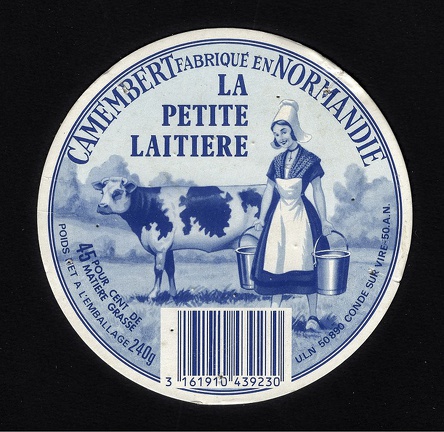 CAMEMBERT FABRIQUÉ EN NORMANDIE
LA
PETITE
LAITIERE
45 POUR CENT DE
MATIÈRE GRASSE
POIDS NET A L'EMBALLAGE 240g
U.L.N 50890 CONDE SUR VIRE-50.A.N.
3 161910 439230